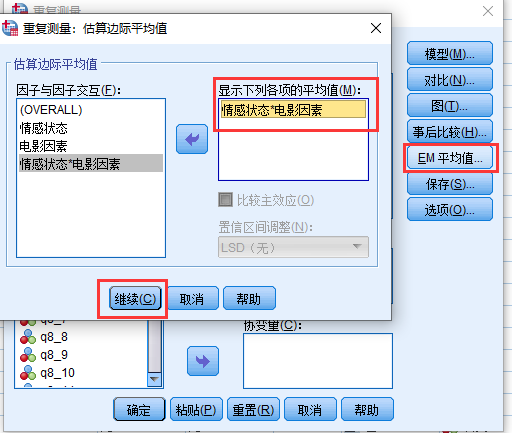 重复测量：估算边际平均值
估算边际平均值
因子与因子交互(F):
(OVERALL)
情感状态
电影因素
情感状态*电影因素
显示下列各项的平均值(M):
情感状态*电影因素
比较主效应(O)
置信区间调整(N):
LSD（无）
继续(C)
取消
帮助
模型(M)...
对比(N)...
图(T)...
事后比较(H)...
EM 平均值...
保存(S)...
选项(O)...
q8_7
q8_8
q8_9
q8_10
协变量(C):
确定
粘贴(P)
重置(R)
取消
帮助